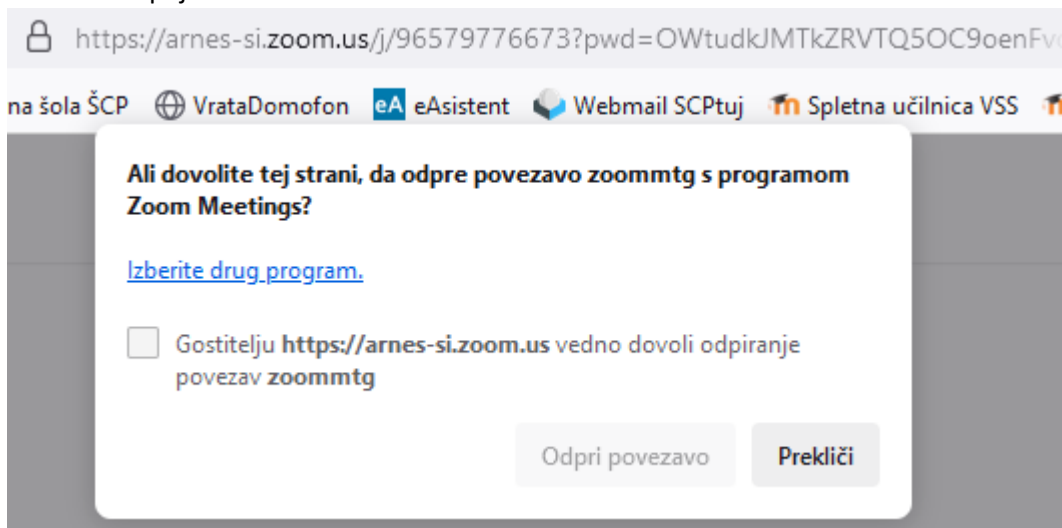 https://arnes-si.zoom.us/j/96579776673?pwd=OWtudkJMTkZRVTQ5OC9oenFv
na šola ŠCP VrataDomofon eA eAsistent Webmail SCPtuj Spletna učilnica VSS
Ali dovolite tej strani, da odpre povezavo zoommtg s programom
Zoom Meetings?
Izberite drug program.
Gostitelju https://arnes-si.zoom.us vedno dovoli odpiranje
povezav zoommtg
Odpri povezavo Prekliči